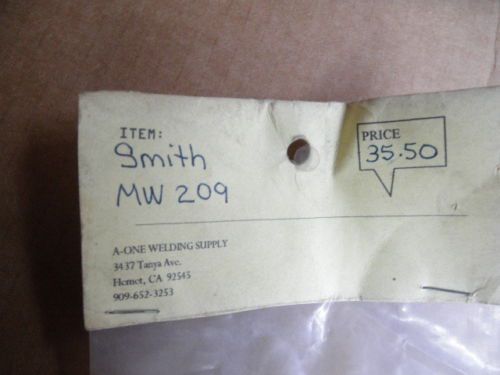 ITEM:
Smith
MW 209
PRICE
35.50
A-ONE WELDING SUPPLY
3437 Tanya Ave.
Hemet, CA 92545
909-652-3253